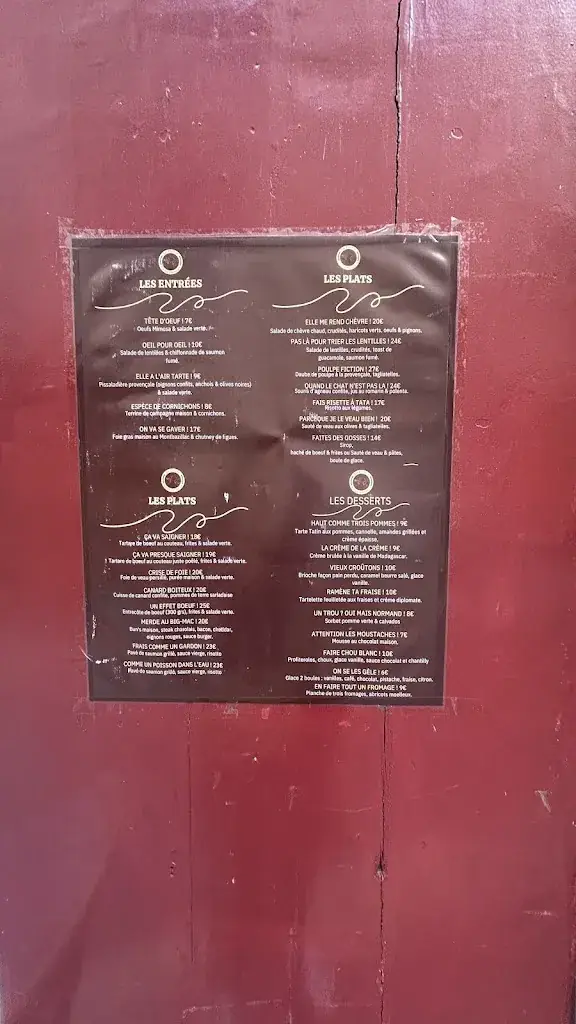 LES ENTRÉES
TÊTE D'OEUF ! 7€
Oeufs Mimosa & salade verte.
OEIL POUR OEIL ! 10€
Salade de lentilles & chiffonnade de saumon
fumé.
ELLE A L'AIR TARTE ! 9€
Pissaladière provençale (oignons confits, anchois & olives noires)
& salade verte.
ESPÈCE DE CORNICHONS ! 8€
Terrine de campagne maison & cornichons.
ON VA SE GAVER ! 17€
Foie gras maison au Montbazillac & chutney de figues.
LES PLATS
ÇA VA SAIGNER ! 18€
Tartare de boeuf au couteau, frites & salade verte.
ÇA VA PRESQUE SAIGNER ! 19€
! Tartare de boeuf au couteau juste poêlé, frites & salade verte.
CRISE DE FOIE ! 20€
Foie de veau persillé, purée maison & salade verte.
CANARD BOITEUX ! 20€
Cuisse de canard confite, pommes de terre sarladaise
UN EFFET BOEUF ! 25€
Entrecôte de boeuf (300 grs), frites & salade verte.
MERDE AU BIG-MAC ! 20€
Bun's maison, steak charolais, bacon, cheddar,
oignons rouges, sauce burger.
FRAIS COMME UN GARDON ! 23€
Pavé de saumon grillé, sauce vierge, risotto
COMME UN POISSON DANS L'EAU ! 23€
Pavé de saumon grillé, sauce vierge, risotto
LES PLATS
ELLE ME REND CHÈVRE ! 20€
Salade de chèvre chaud, crudités, haricots verts, oeufs & pignons.
PAS LÀ POUR TRIER LES LENTILLES ! 24€
Salade de lentilles, crudités, toast de
guacamole, saumon fumé.
POULPE FICTION ! 27€
Daube de poulpe à la provençale, tagliatelles.
QUAND LE CHAT N'EST PAS LA ! 24€
Souris d'agneau confite, jus au romarin & polenta.
FAIS RISETTE À TATA ! 17€
Risotto aux légumes.
PARCE QUE JE LE VEAU BIEN ! 20€
Sauté de veau aux olives & tagliatelles.
FAITES DES GOSSES ! 14€
Sirop,
haché de boeuf & frites ou Sauté de veau & pâtes,
boule de glace.
LES DESSERTS
HAUT COMME TROIS POMMES ! 9€
Tarte Tatin aux pommes, cannelle, amandes grillées et
crème épaisse.
LA CRÈME DE LA CRÈME ! 9€
Crème brulée à la vanille de Madagascar.
VIEUX CROÛTONS ! 10€
Brioche façon pain perdu, caramel beurre salé, glace
vanille.
RAMÈNE TA FRAISE ! 10€
Tartelette feuilletée aux fraises et crème diplomate.
UN TROU ? OUI MAIS NORMAND ! 8€
Sorbet pomme verte & calvados
ATTENTION LES MOUSTACHES ! 7€
Mousse au chocolat maison.
FAIRE CHOU BLANC ! 10€
Profiteroles, choux, glace vanille, sauce chocolat et chantilly
ON SE LES GÈLE ! 6€
Glace 2 boules : vanilles, café, chocolat, pistache, fraise, citron.
EN FAIRE TOUT UN FROMAGE ! 9€
Planche de trois fromages, abricots moelleux.